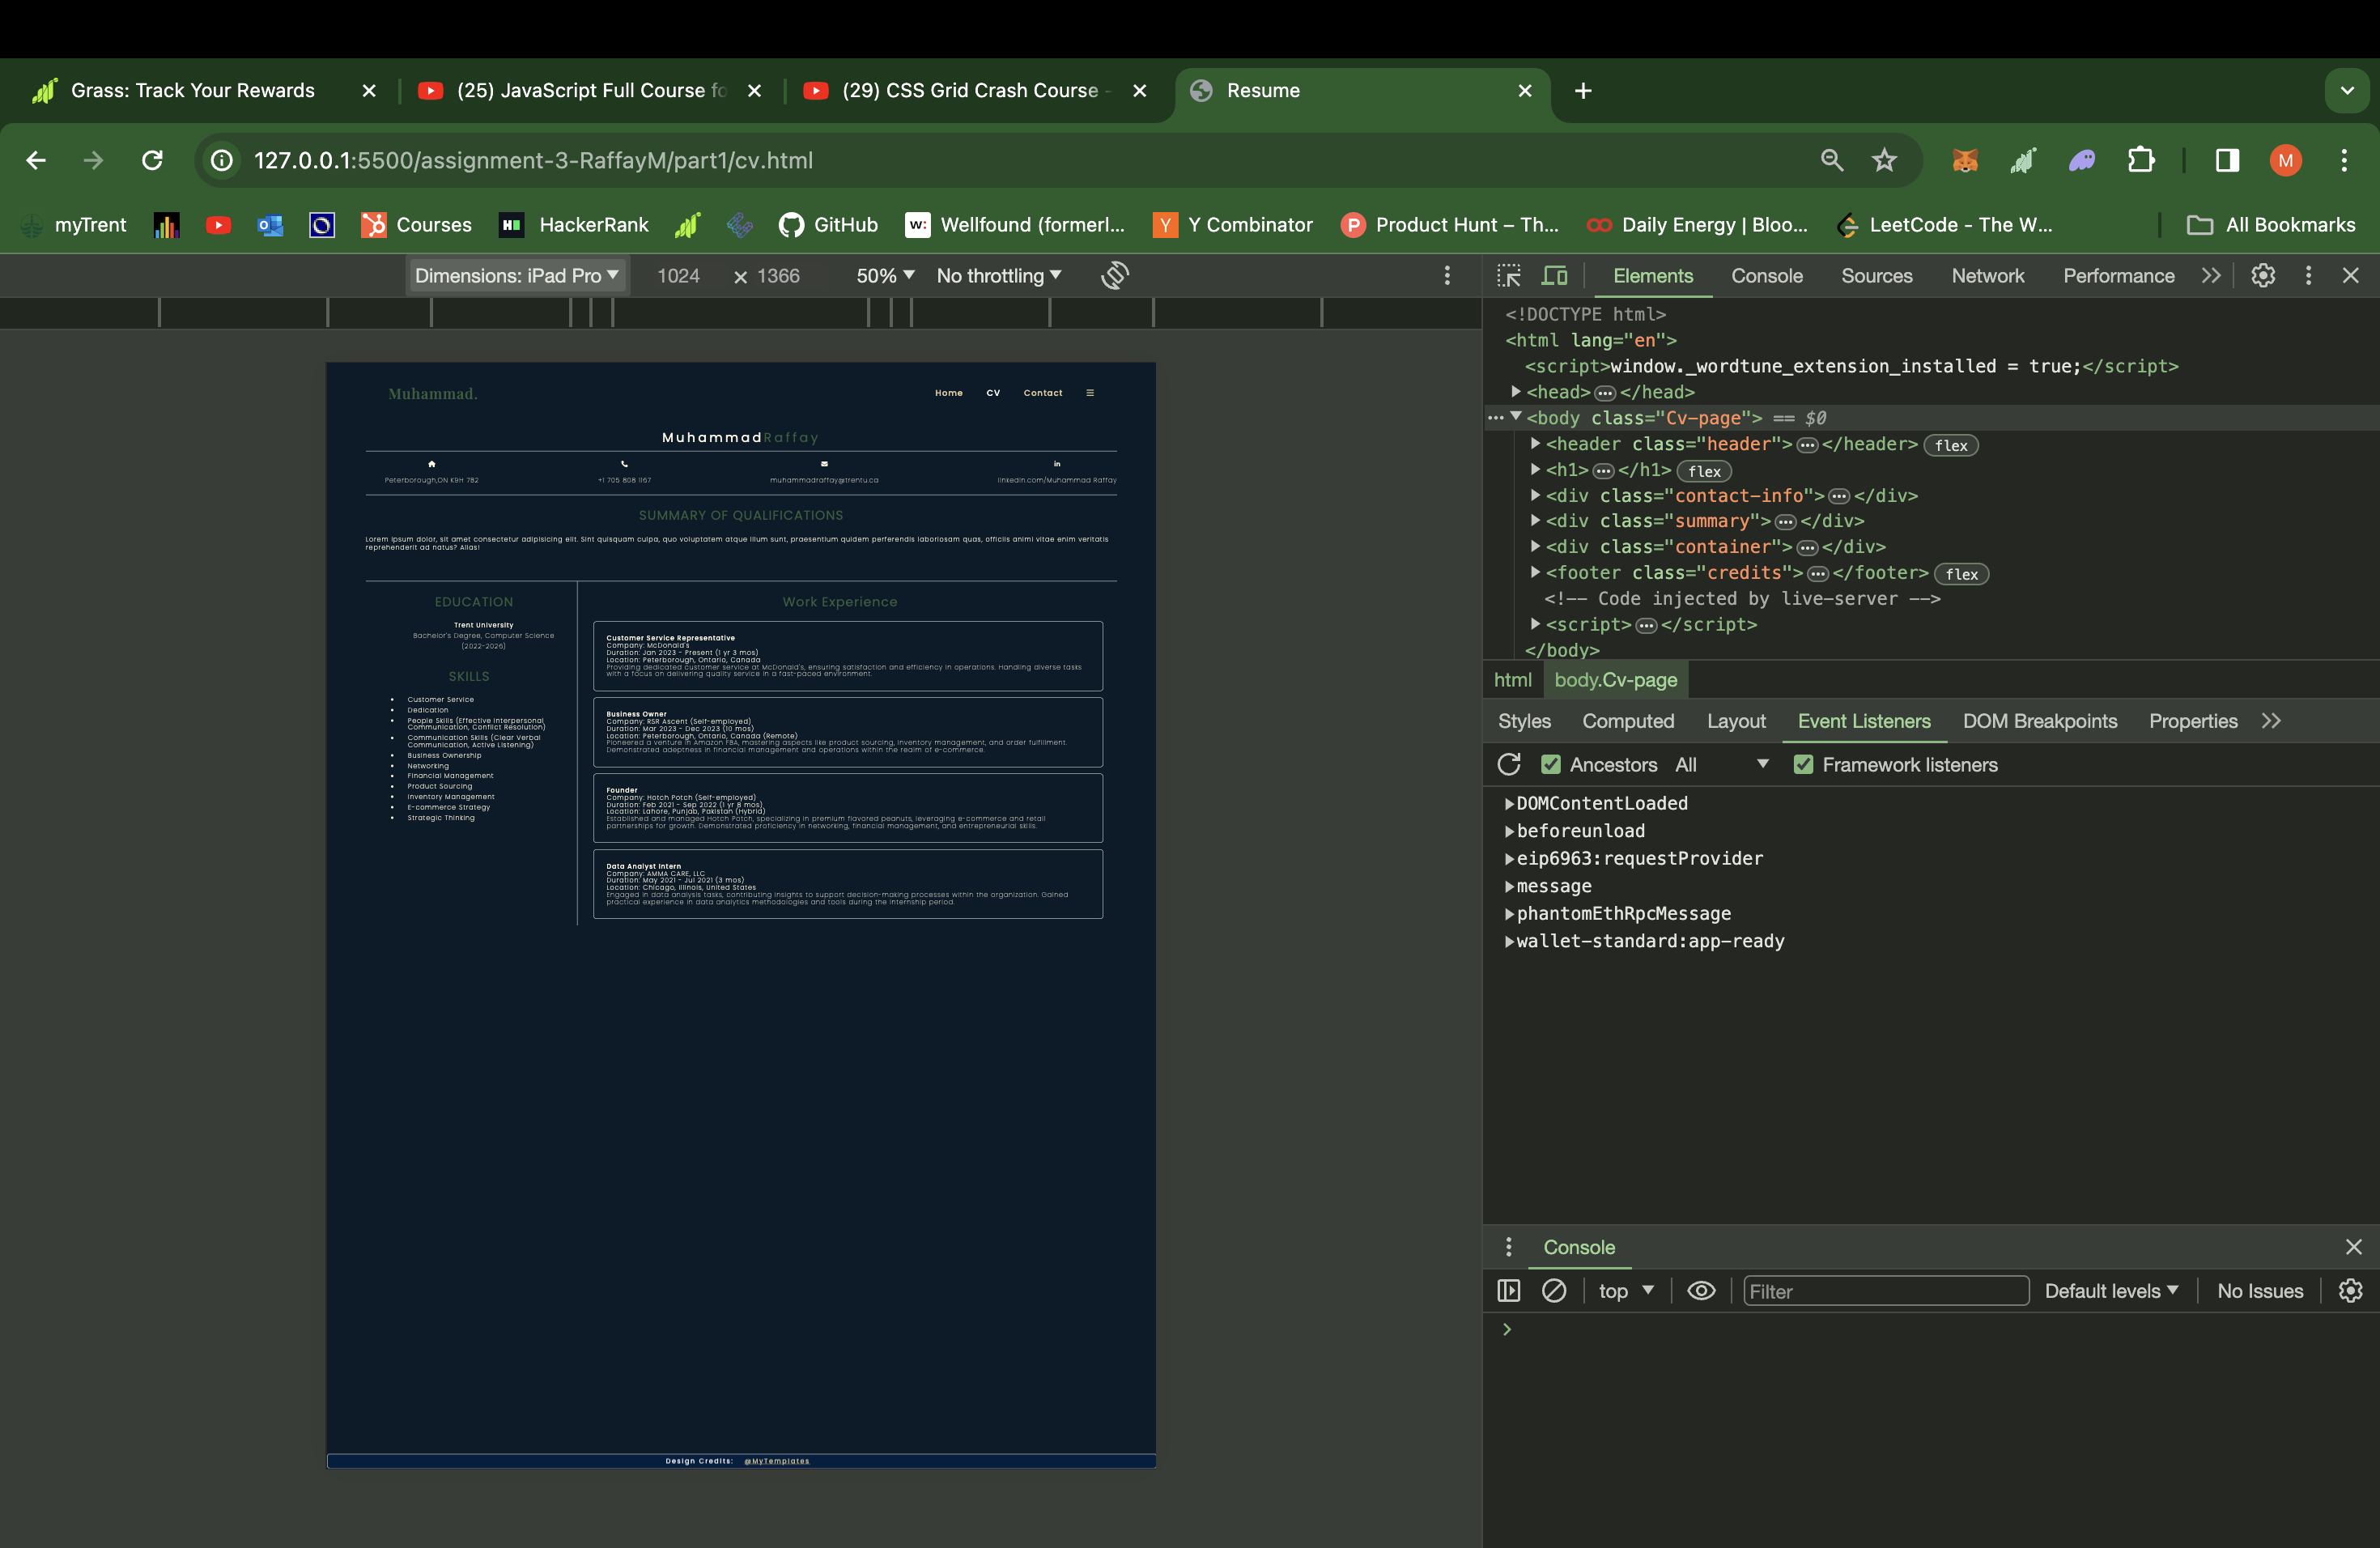 Grass: Track Your Rewards
(25) JavaScript Full Course fo
(29) CSS Grid Crash Course -
Resume
127.0.0.1:5500/assignment-3-RaffayM/part1/cv.html
M
myTrent
Courses
HackerRank
GitHub
w: Wellfound (formerl...
Y Combinator
Product Hunt – Th...
Daily Energy | Bloo...
LeetCode - The W...
All Bookmarks
Dimensions: iPad Pro
1024 × 1366
50%
No throttling
Muhammad.
Home CV Contact
MuhammadRaffay
Peterborough,ON K9H 7B2
+1 705 808 1167
muhammadraffay@trentu.ca
linkedin.com/Muhammad Raffay
SUMMARY OF QUALIFICATIONS
Lorem ipsum dolor, sit amet consectetur adipisicing elit. Sint quisquam culpa, quo voluptatem atque illum sunt, praesentium quidem perferendis laboriosam quas, officiis animi vitae enim veritatis
reprehenderit ad natus? Alias!
EDUCATION
Trent University
Bachelor's Degree, Computer Science
(2022-2026)
SKILLS
Customer Service
Dedication
People Skills (Effective Interpersonal
Communication, Conflict Resolution)
Communication Skills (Clear Verbal
Communication, Active Listening)
Business Ownership
Networking
Financial Management
Product Sourcing
Inventory Management
E-commerce Strategy
Strategic Thinking
Work Experience
Customer Service Representative
Company: McDonald's
Duration: Jan 2023 - Present (1 yr 3 mos)
Location: Peterborough, Ontario, Canada
Providing dedicated customer service at McDonald's, ensuring satisfaction and efficiency in operations. Handling diverse tasks
with a focus on delivering quality service in a fast-paced environment.
Business Owner
Company: RSR Ascent (Self-employed)
Duration: Mar 2023 - Dec 2023 (10 mos)
Location: Peterborough, Ontario, Canada (Remote)
Pioneered a venture in Amazon FBA, mastering aspects like product sourcing, inventory management, and order fulfillment.
Demonstrated adeptness in financial management and operations within the realm of e-commerce.
Founder
Company: Hotch Potch (Self-employed)
Duration: Feb 2021 - Sep 2022 (1 yr 8 mos)
Location: Lahore, Punjab, Pakistan (Hybrid)
Established and managed Hotch Potch, specializing in premium flavored peanuts, leveraging e-commerce and retail
partnerships for growth. Demonstrated proficiency in networking, financial management, and entrepreneurial skills.
Data Analyst Intern
Company: AMMA CARE, LLC
Duration: May 2021 - Jul 2021 (3 mos)
Location: Chicago, Illinois, United States
Engaged in data analysis tasks, contributing insights to support decision-making processes within the organization. Gained
practical experience in data analytics methodologies and tools during the internship period.
Design Credits: @MyTemplates
Elements Console Sources Network Performance
<!DOCTYPE html>
<html lang="en">
<script>window._wordtune_extension_installed = true;</script>
<head>…</head>
<body class="Cv-page"> == $0
<header class="header">…</header> flex
<h1>…</h1> flex
<div class="contact-info">…</div>
<div class="summary">…</div>
<div class="container">…</div>
<footer class="credits">…</footer> flex
<!-- Code injected by live-server -->
<script>…</script>
</body>
html body.Cv-page
Styles Computed Layout Event Listeners DOM Breakpoints Properties
Ancestors All Framework listeners
DOMContentLoaded
beforeunload
eip6963:requestProvider
message
phantomEthRpcMessage
wallet-standard:app-ready
Console
top Filter Default levels No Issues